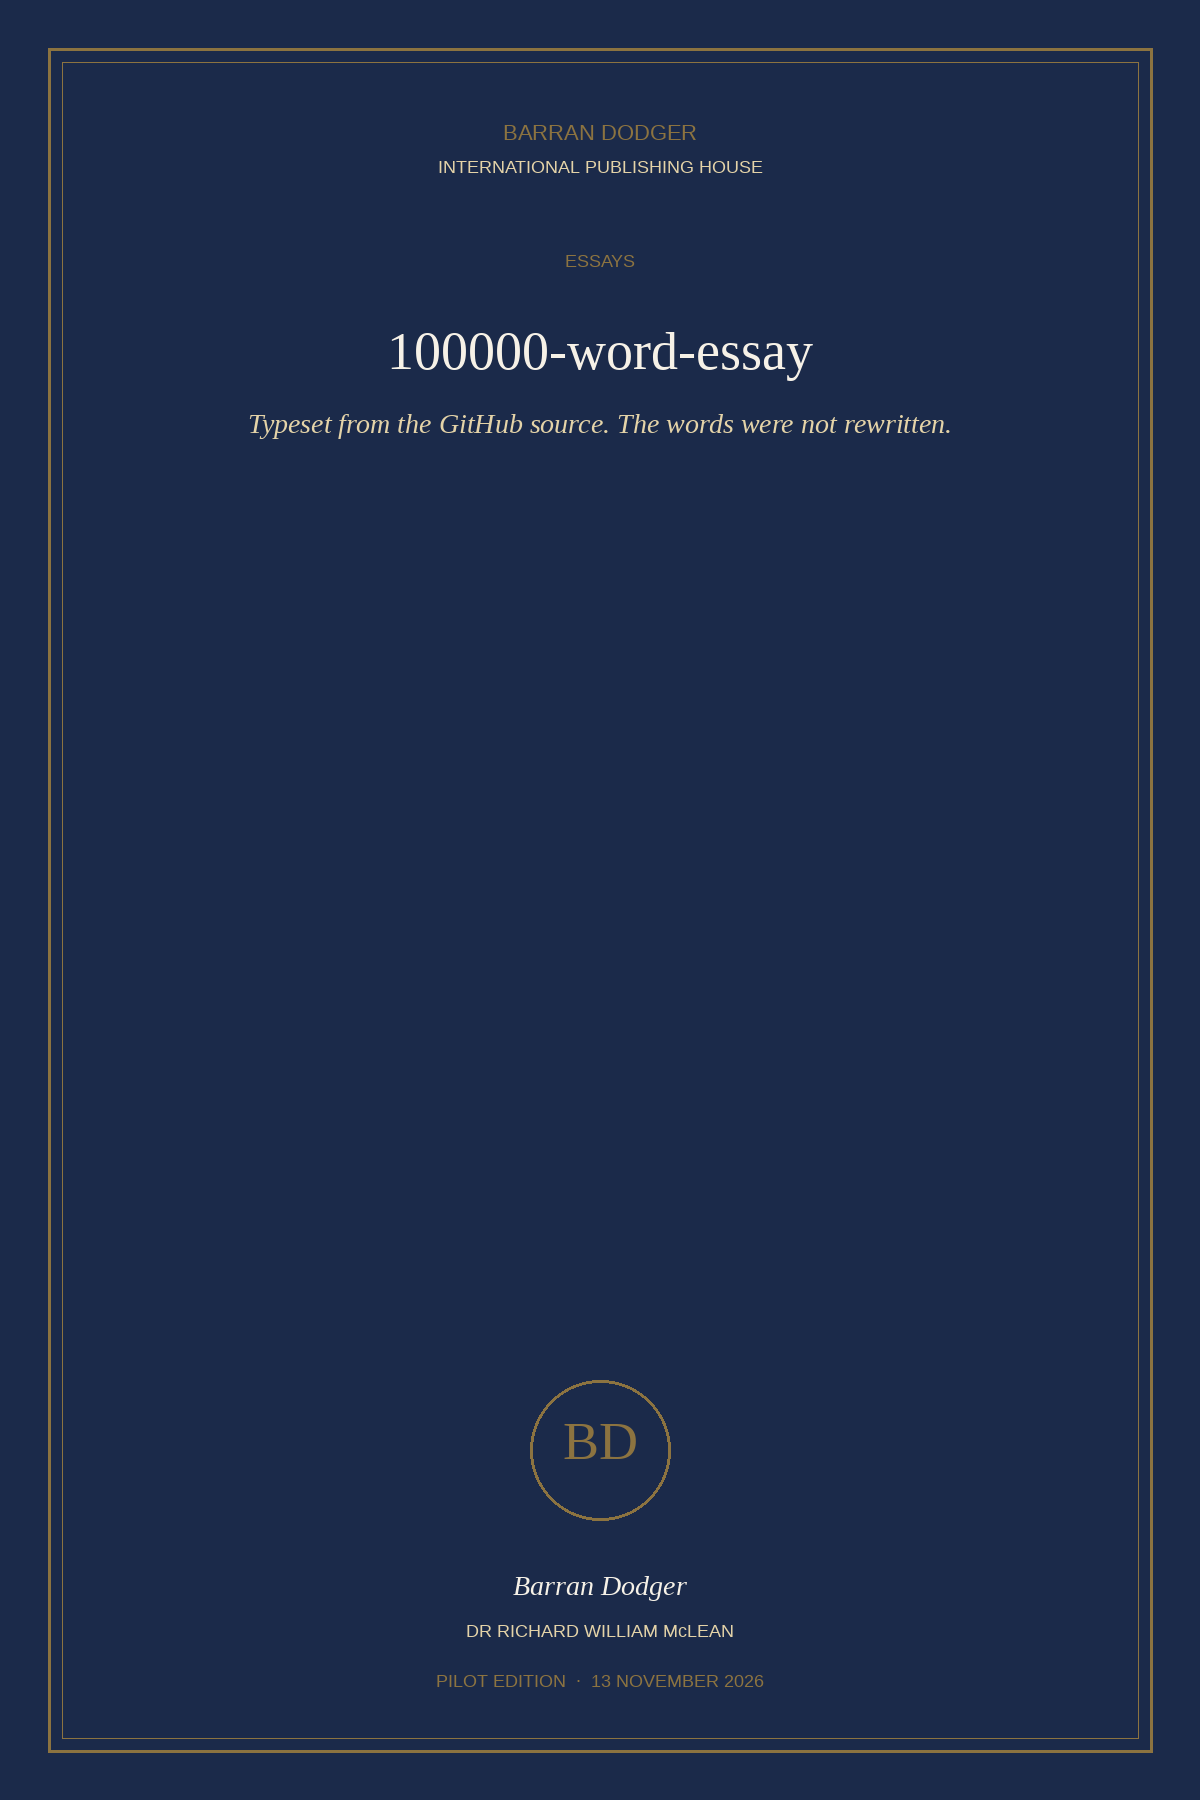 BARRAN DODGER
INTERNATIONAL PUBLISHING HOUSE
ESSAYS
100000-word-essay
Typeset from the GitHub source. The words were not rewritten.
BD
Barran Dodger
DR RICHARD WILLIAM McLEAN
PILOT EDITION · 13 NOVEMBER 2026